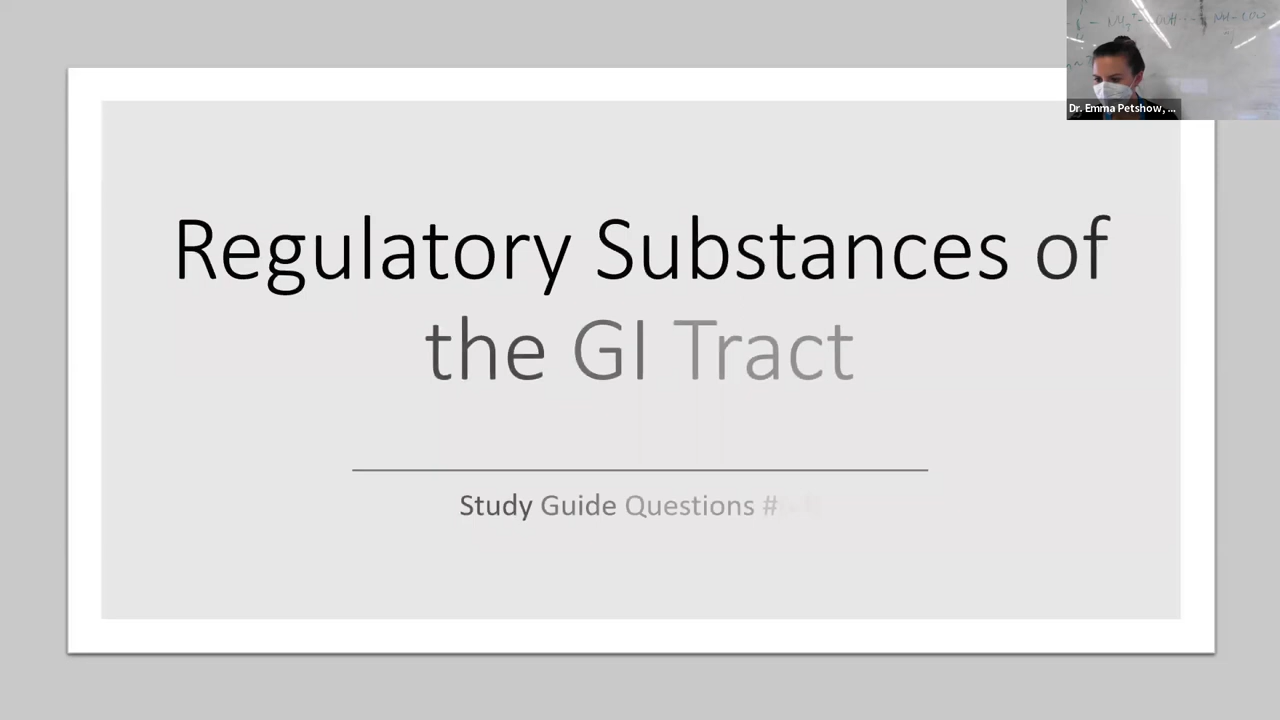 Dr. Emma Petshow, ...
Regulatory Substances of
the GI Tract
Study Guide Questions #